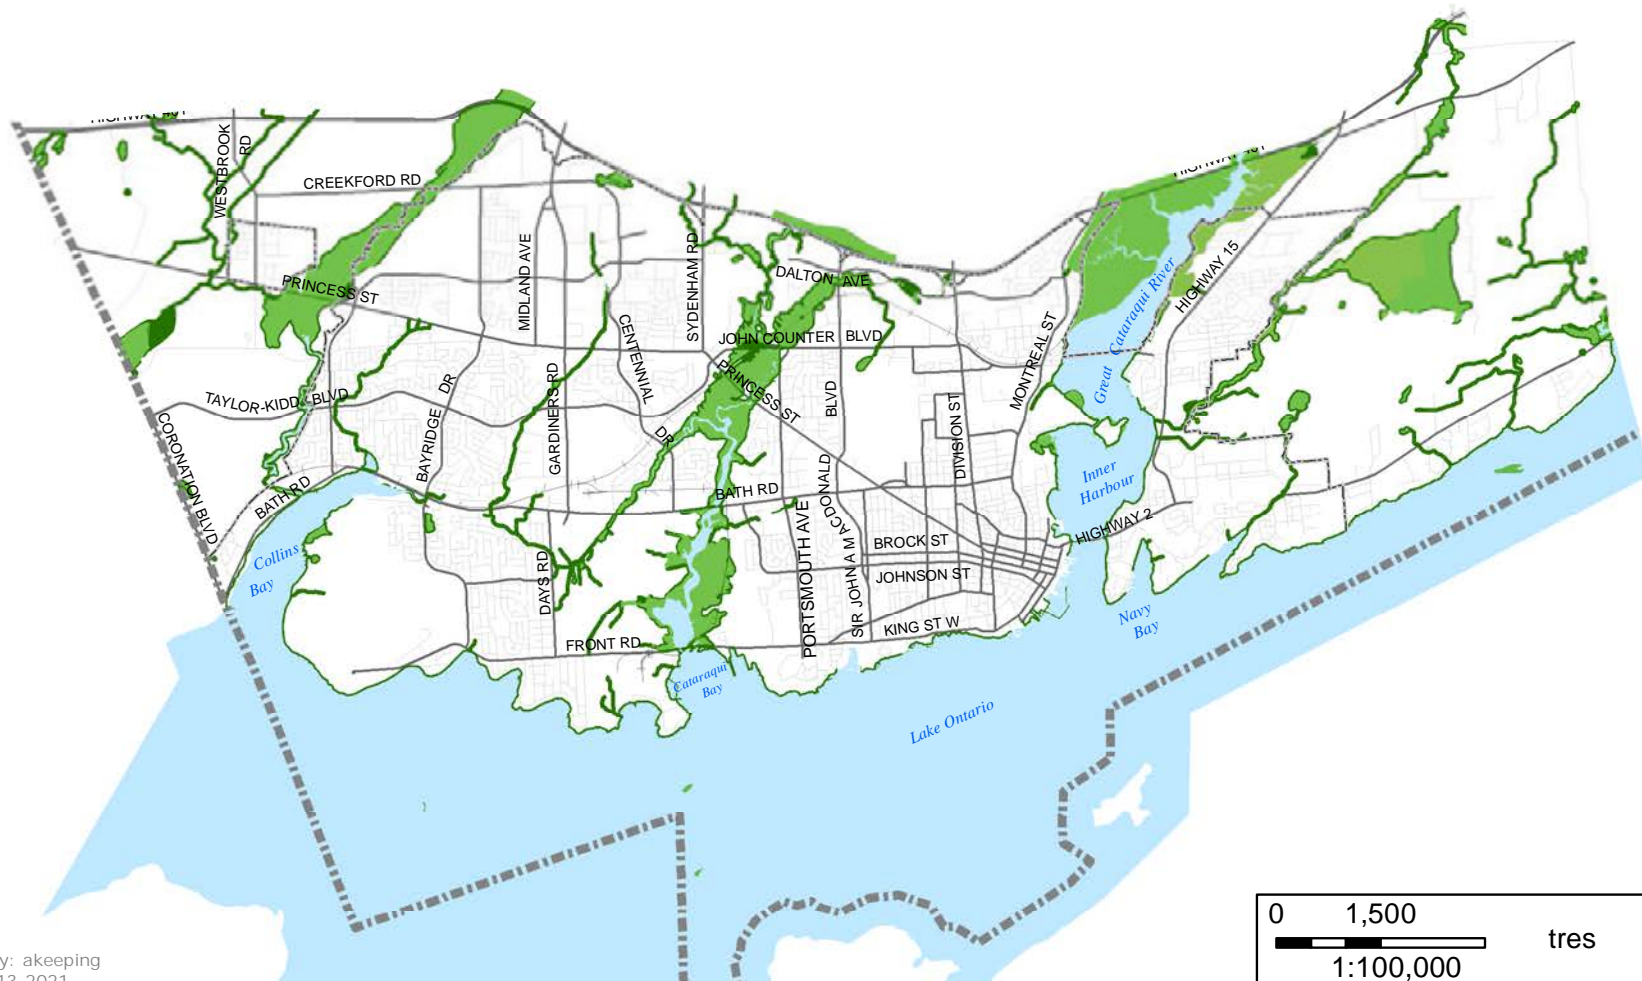 WESTBROOK
RD
CREEKFORD RD
PRINCESS ST
MIDLAND AVE
SYDENHAM RD
DALTON AVE
JOHN COUNTER BLVD
CENTENNIAL
DR
PRINCESS ST
TAYLOR-KIDD BLVD
BAYRIDGE DR
GARDINERS RD
BLVD
DIVISION ST
MONTREAL ST
HIGHWAY 15
Great Cataraqui River
CORONATION BLVD
BATH RD
BATH RD
Inner
Harbour
HIGHWAY 2
PORTSMOUTH AVE
SIR JOHN A MACDONALD
BROCK ST
JOHNSON ST
KING ST W
Collins
Bay
DAYS RD
FRONT RD
Cataraqui
Bay
Navy
Bay
Lake Ontario
y: akeeping
0 1,500
tres
1:100,000